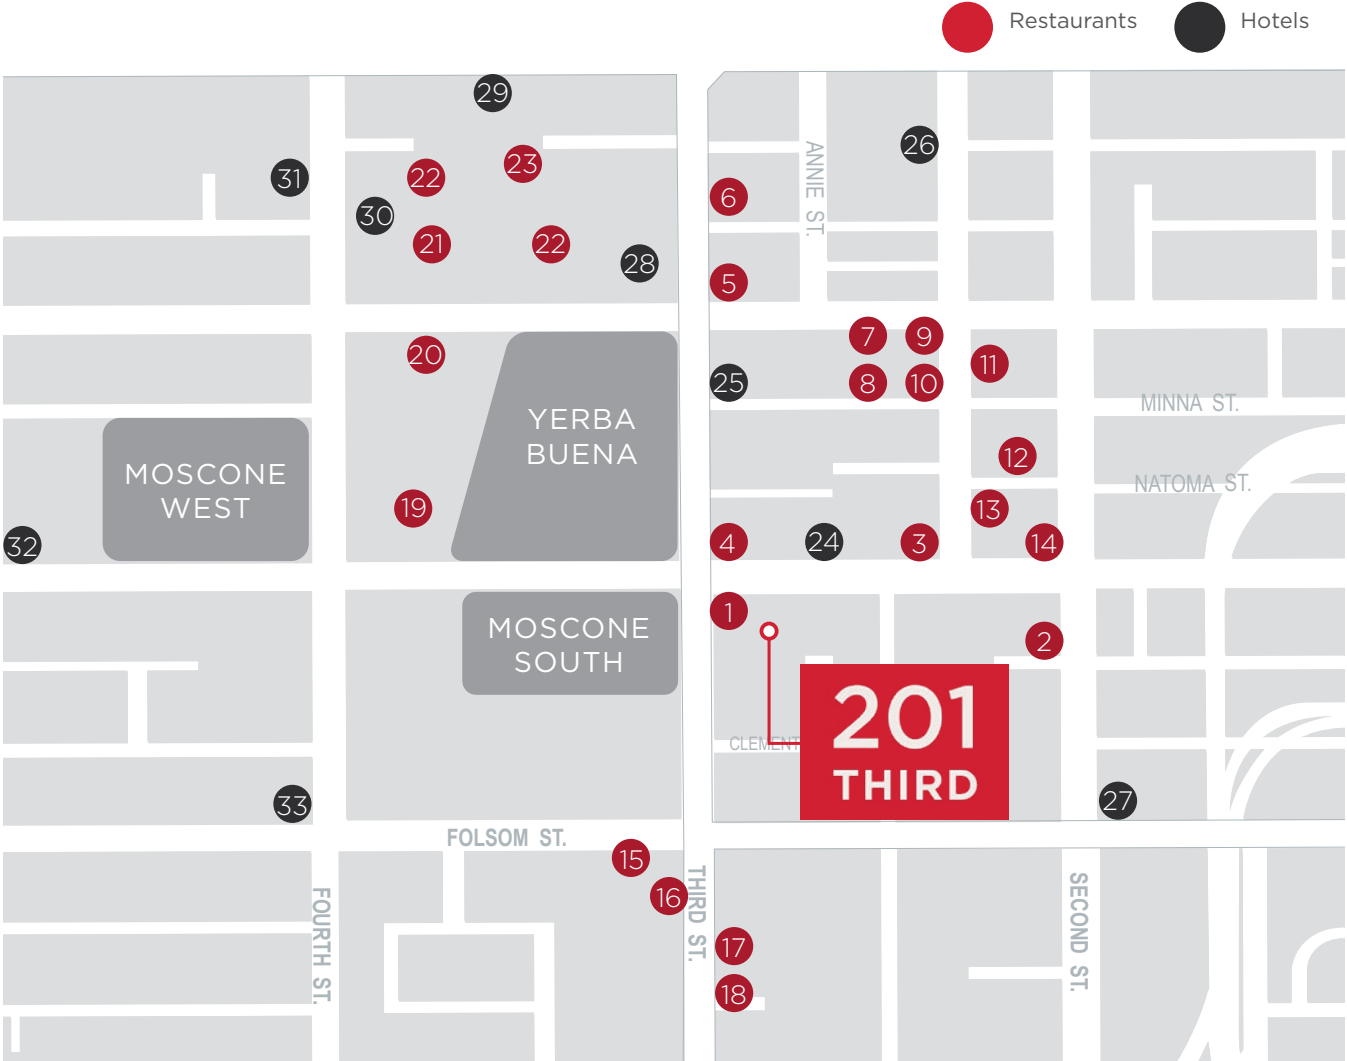 Restaurants
Hotels
29
26
23
31
22
6
30
21
22
28
5
ANNIE ST.
7
9
20
11
25
8
10
MINNA ST.
YERBA
BUENA
12
MOSCONE
WEST
NATOMA ST.
19
13
32
4
24
3
14
1
MOSCONE
SOUTH
2
201
THIRD
CLEMENT
33
27
FOLSOM ST.
15
16
FOURTH ST.
THIRD ST.
SECOND ST.
17
18